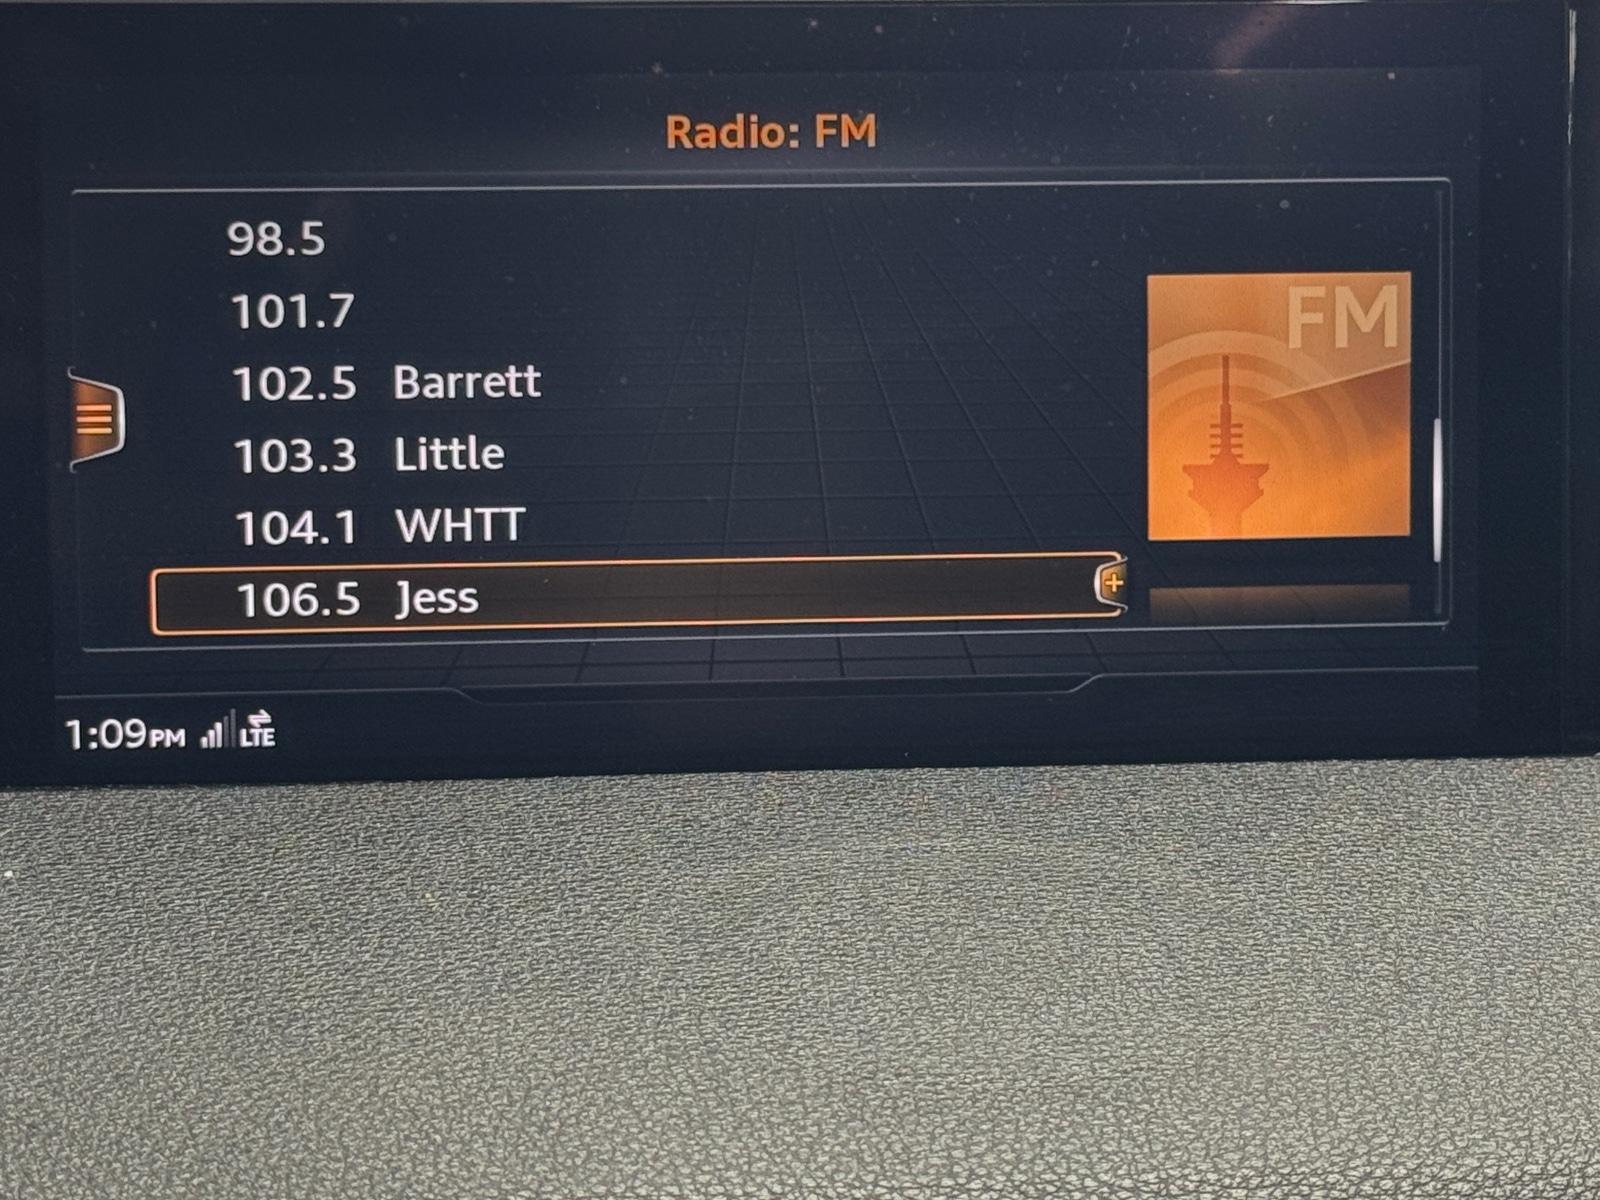 Radio: FM
98.5
101.7
102.5 Barrett
103.3 Little
104.1 WHTT
106.5 Jess
FM
1:09PM LTE